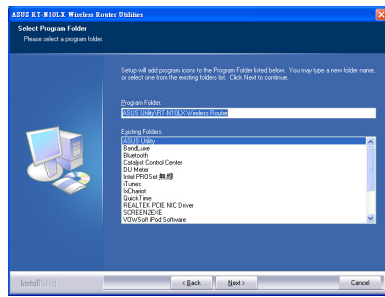 ASUS RT-N10LX Wireless Router Utilities
Select Program Folder
Please select a program folder.
Setup will add program icons to the Program Folder listed below. You may type a new folder name, or select one from the existing folders list. Click Next to continue.
Program Folder:
ASUS Utility\RT-N10LX Wireless Router
Existing Folders:
ASUS Utility
BandLuxe
Bluetooth
Catalyst Control Center
DU Meter
Intel PROSet 無線
iTunes
IxChariot
QuickTime
REALTEK PCIE NIC Driver
SCREEN2EXE
VOWSoft iPod Software
InstallShield
< Back
Next >
Cancel